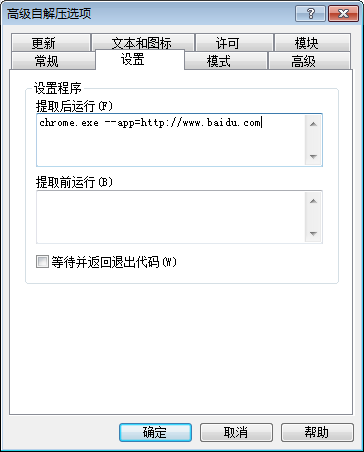 高级自解压选项
更新
文本和图标
许可
模块
常规
设置
模式
高级
设置程序
提取后运行(F)
chrome.exe --app=http://www.baidu.com
提取前运行(B)
等待并返回退出代码(W)
确定
取消
帮助